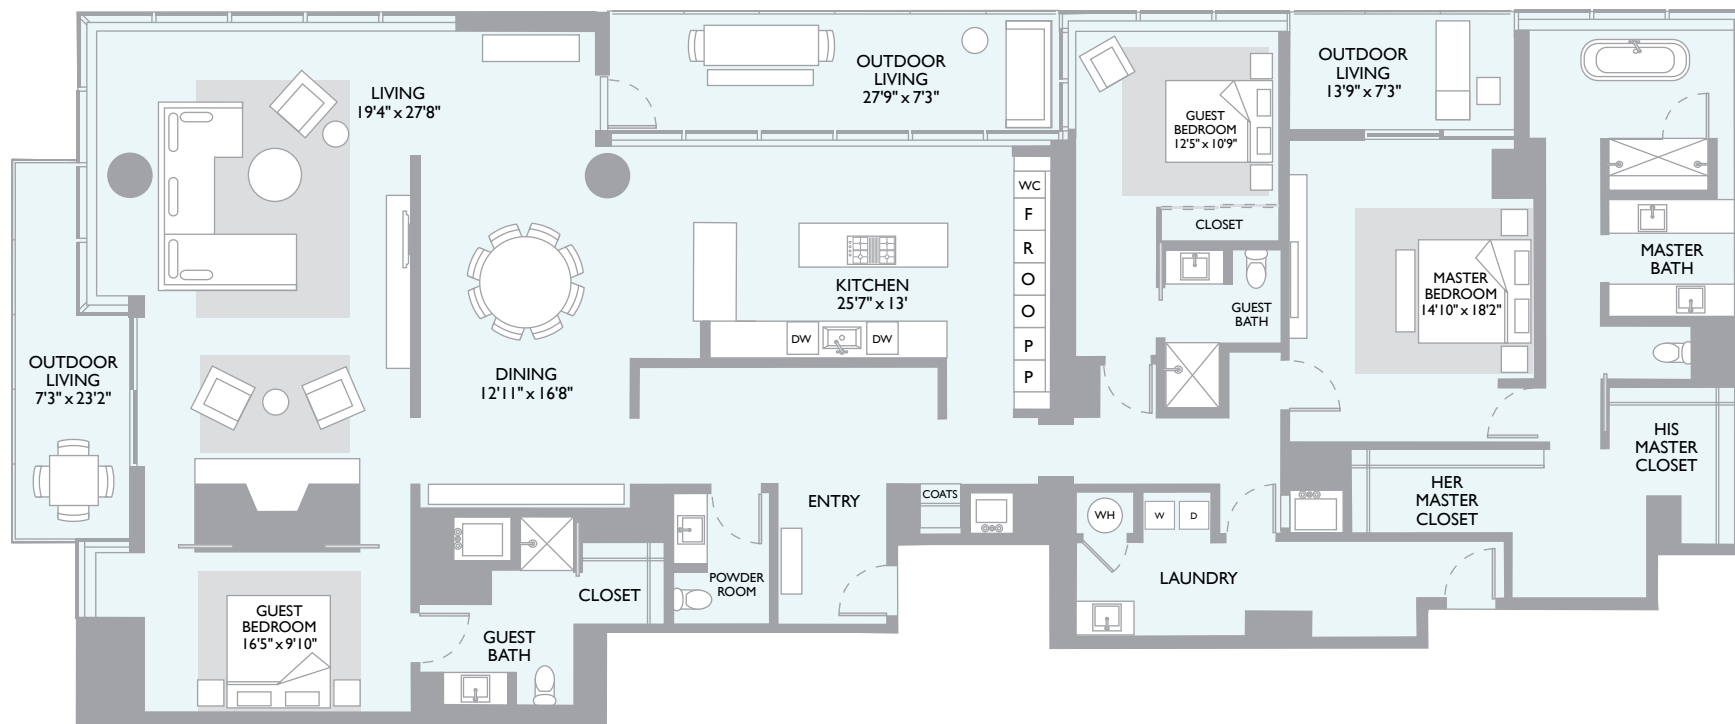 LIVING
19'4" x 27'8"
OUTDOOR
LIVING
27'9" x 7'3"
GUEST
BEDROOM
12'5" x 10'9"
OUTDOOR
LIVING
13'9" x 7'3"
WC
F
R
O
O
P
P
CLOSET
GUEST
BATH
MASTER
BEDROOM
14'10" x 18'2"
MASTER
BATH
KITCHEN
25'7" x 13'
DW
DW
DINING
12'11" x 16'8"
OUTDOOR
LIVING
7'3" x 23'2"
HIS
MASTER
CLOSET
HER
MASTER
CLOSET
ENTRY
COATS
WH
W
D
LAUNDRY
POWDER
ROOM
CLOSET
GUEST
BEDROOM
16'5" x 9'10"
GUEST
BATH